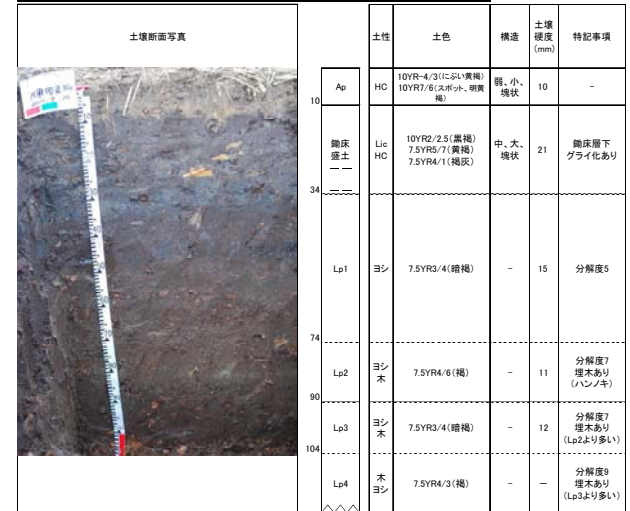 土壌断面写真
土性
土色
構造
土壌
硬度
(mm)
特記事項
Ap
HC
10YR-4/3(にぶい黄褐)
10YR7/6(スポット、明黄
褐)
弱、小、
塊状
10
-
10
鋤床
盛土
Lic
HC
10YR2/2.5(黒褐)
7.5YR5/7(黄褐)
7.5YR4/1(褐灰)
中、大、
塊状
21
鋤床層下
グライ化あり
34
Lp1
ヨシ
7.5YR3/4(暗褐)
-
15
分解度5
74
Lp2
ヨシ
木
7.5YR4/6(褐)
-
11
分解度7
埋木あり
(ハンノキ)
90
Lp3
ヨシ
木
7.5YR3/4(暗褐)
-
12
分解度7
埋木あり
(Lp2より多い)
104
Lp4
木
ヨシ
7.5YR4/3(褐)
-
－
分解度9
埋木あり
(Lp3より多い)